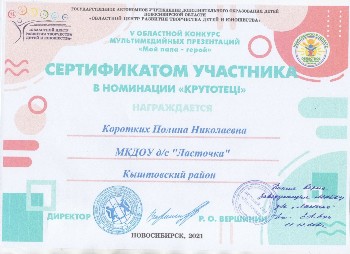 ГОСУДАРСТВЕННОЕ АВТОНОМНОЕ УЧРЕЖДЕНИЕ ДОПОЛНИТЕЛЬНОГО ОБРАЗОВАНИЯ ДЕТЕЙ
НОВОСИБИРСКОЙ ОБЛАСТИ
«ОБЛАСТНОЙ ЦЕНТР РАЗВИТИЯ ТВОРЧЕСТВА ДЕТЕЙ И ЮНОШЕСТВА»
V ОБЛАСТНОЙ КОНКУРС
МУЛЬТИМЕДИЙНЫХ ПРЕЗЕНТАЦИЙ
«Мой папа - герой»
СЕРТИФИКАТОМ УЧАСТНИКА
В НОМИНАЦИИ «КРУТОТЕЦ!»
НАГРАЖДАЕТСЯ
Коротких Полина Николаевна
МКДОУ д/с "Ласточка"
Кыштовский район
ДИРЕКТОР
Р. О. ВЕРШИНИН
НОВОСИБИРСК, 2021